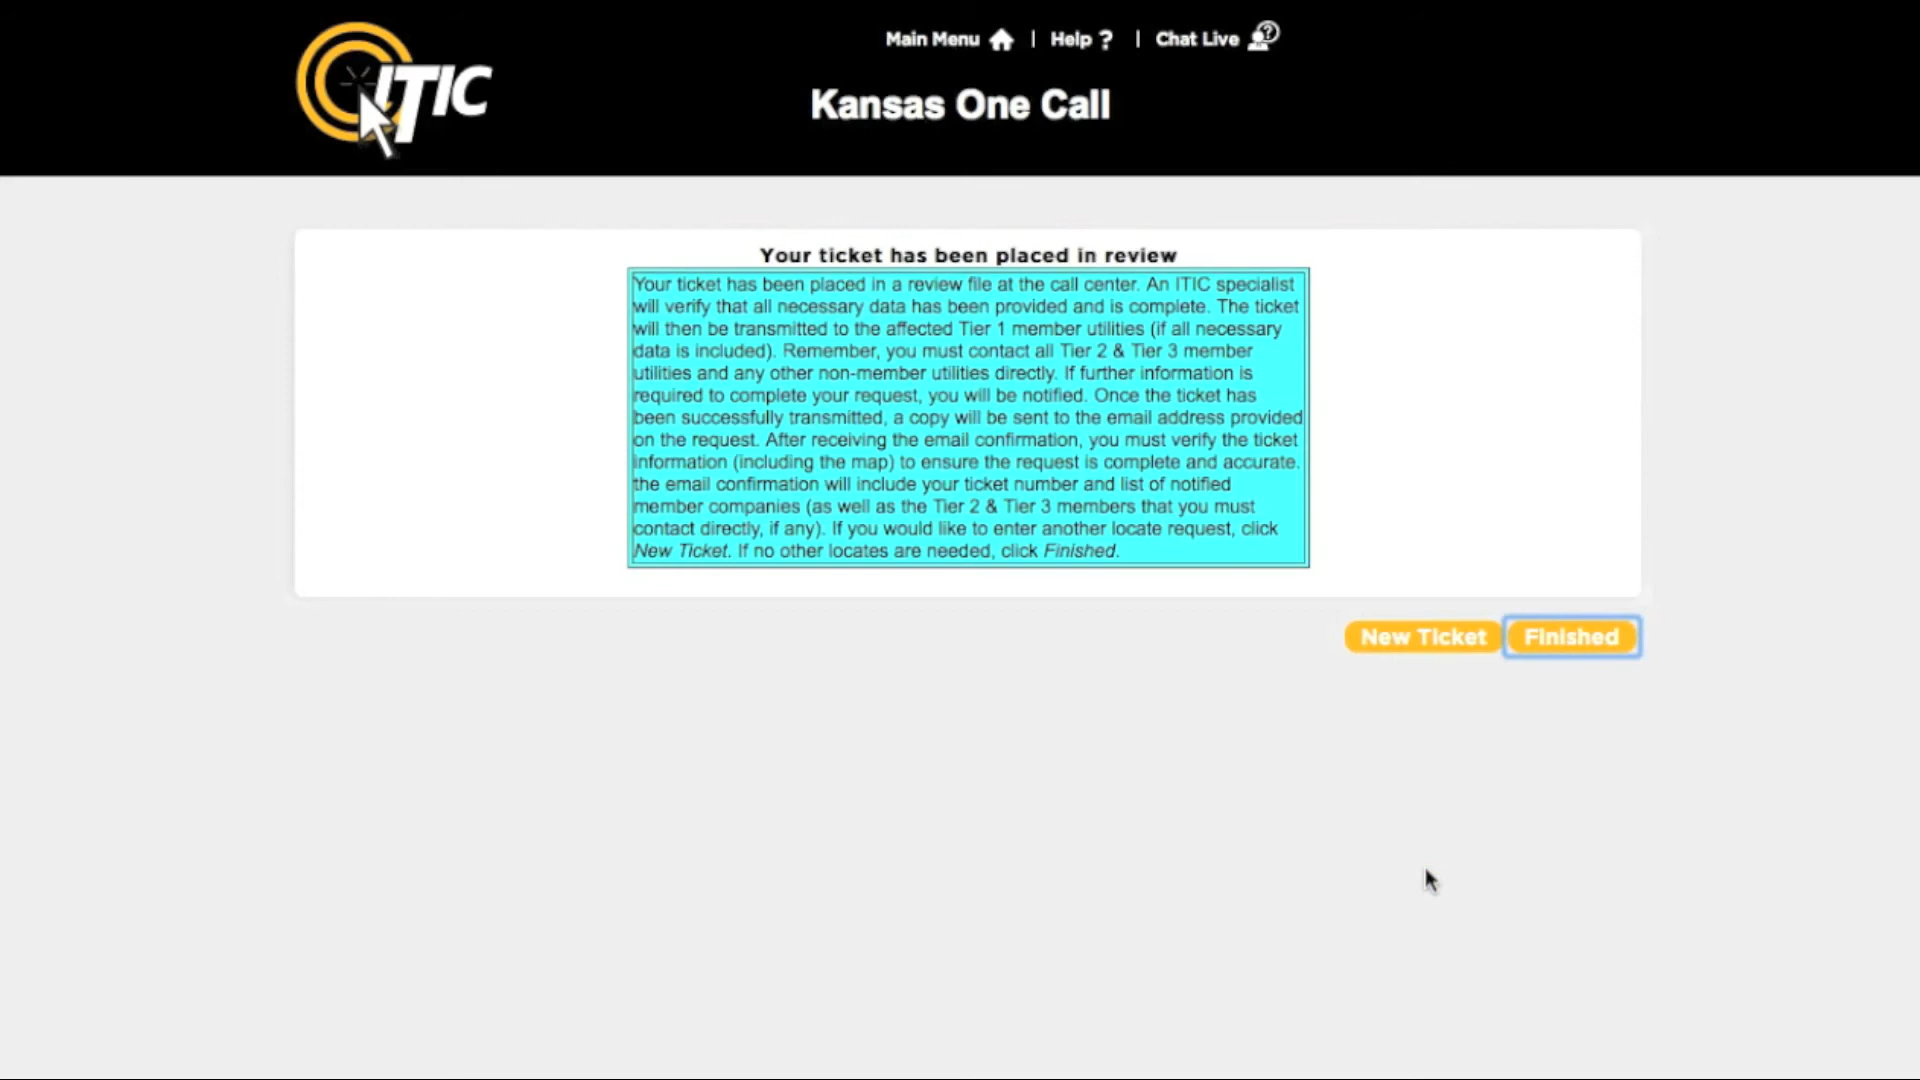 Main Menu | Help ? | Chat Live
ITIC
Kansas One Call
Your ticket has been placed in review
Your ticket has been placed in a review file at the call center. An ITIC specialist
will verify that all necessary data has been provided and is complete. The ticket
will then be transmitted to the affected Tier 1 member utilities (if all necessary
data is included). Remember, you must contact all Tier 2 & Tier 3 member
utilities and any other non-member utilities directly. If further information is
required to complete your request, you will be notified. Once the ticket has
been successfully transmitted, a copy will be sent to the email address provided
on the request. After receiving the email confirmation, you must verify the ticket
information (including the map) to ensure the request is complete and accurate.
the email confirmation will include your ticket number and list of notified
member companies (as well as the Tier 2 & Tier 3 members that you must
contact directly, if any). If you would like to enter another locate request, click
New Ticket. If no other locates are needed, click Finished.
New Ticket Finished